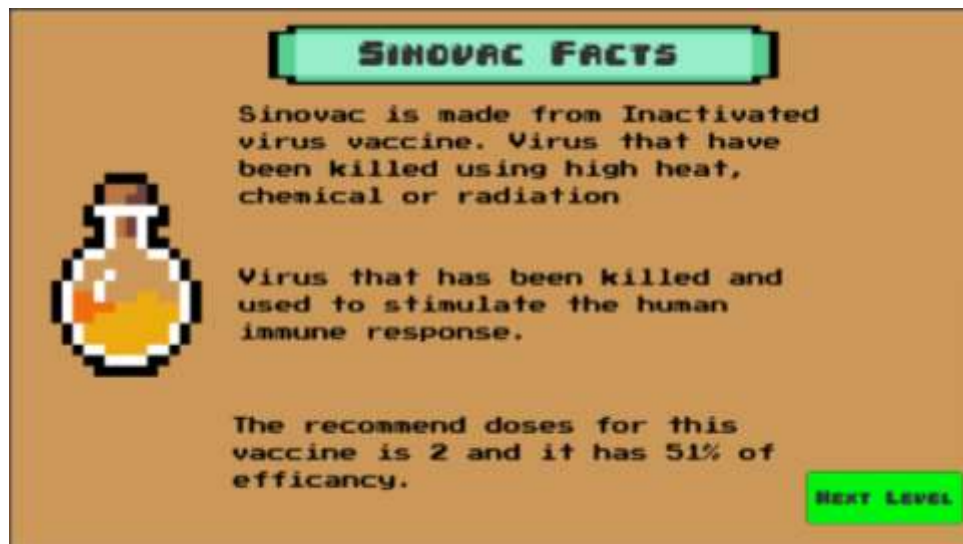 Sinovac Facts
Sinovac is made from Inactivated
virus vaccine. Virus that have
been killed using high heat,
chemical or radiation
Virus that has been killed and
used to stimulate the human
immune response.
The recommend doses for this
vaccine is 2 and it has 51% of
efficancy.
Next Level